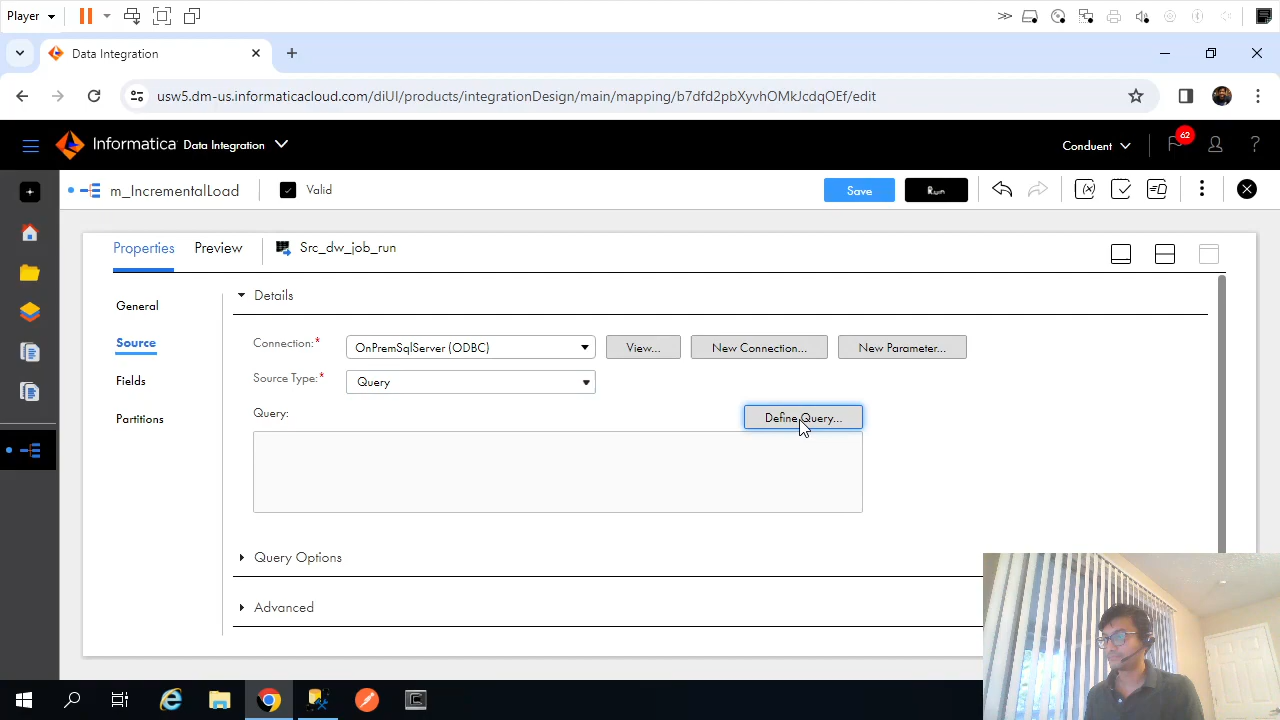 Player
Data Integration
usw5.dm-us.informaticacloud.com/diUI/products/integrationDesign/main/mapping/b7dfd2pbXyvhOMkJcdqOEf/edit
Informatica Data Integration
Conduent
62
m_IncrementalLoad
Valid
Save
Run
Properties
Preview
Src_dw_job_run
General
Source
Fields
Partitions
Details
Connection:*
OnPremSqlServer (ODBC)
View...
New Connection...
New Parameter...
Source Type:*
Query
Query:
Define Query...
Query Options
Advanced